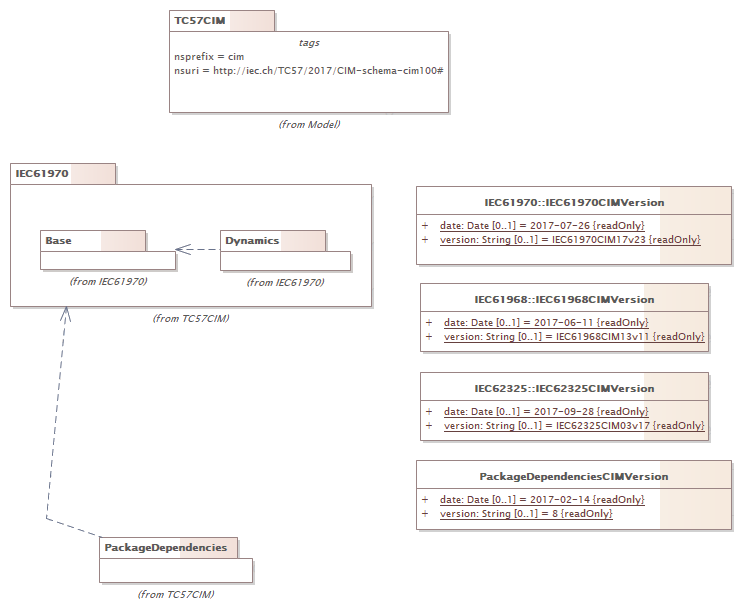 TC57CIM
tags
nsprefix = cim
nsuri = http://iec.ch/TC57/2017/CIM-schema-cim100#
(from Model)
IEC61970
Base
(from IEC61970)
Dynamics
(from IEC61970)
(from TC57CIM)
PackageDependencies
(from TC57CIM)
IEC61970::IEC61970CIMVersion
+ date: Date [0..1] = 2017-07-26 {readOnly}
+ version: String [0..1] = IEC61970CIM17v23 {readOnly}
IEC61968::IEC61968CIMVersion
+ date: Date [0..1] = 2017-06-11 {readOnly}
+ version: String [0..1] = IEC61968CIM13v11 {readOnly}
IEC62325::IEC62325CIMVersion
+ date: Date [0..1] = 2017-09-28 {readOnly}
+ version: String [0..1] = IEC62325CIM03v17 {readOnly}
PackageDependenciesCIMVersion
+ date: Date [0..1] = 2017-02-14 {readOnly}
+ version: String [0..1] = 8 {readOnly}